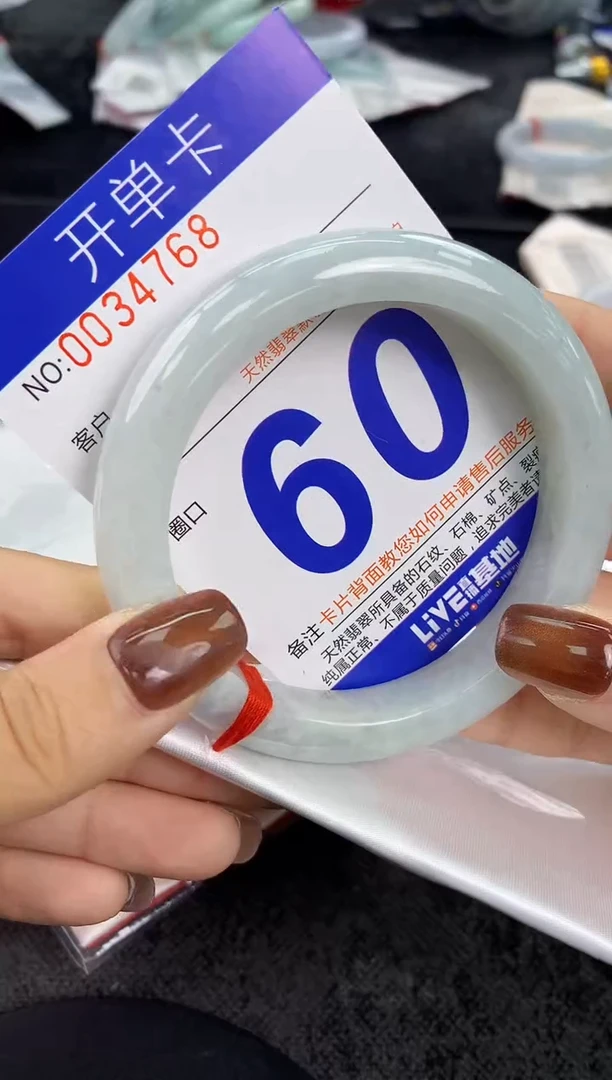 开单卡
NO:0034768
客户
天然翡翠
圈口
60
备注 卡片背面教您如何申请售后服务
天然翡翠所具备的石纹、石棉、矿点、裂
纯属正常、不属于质量问题，追求完美者
LiVE直播基地